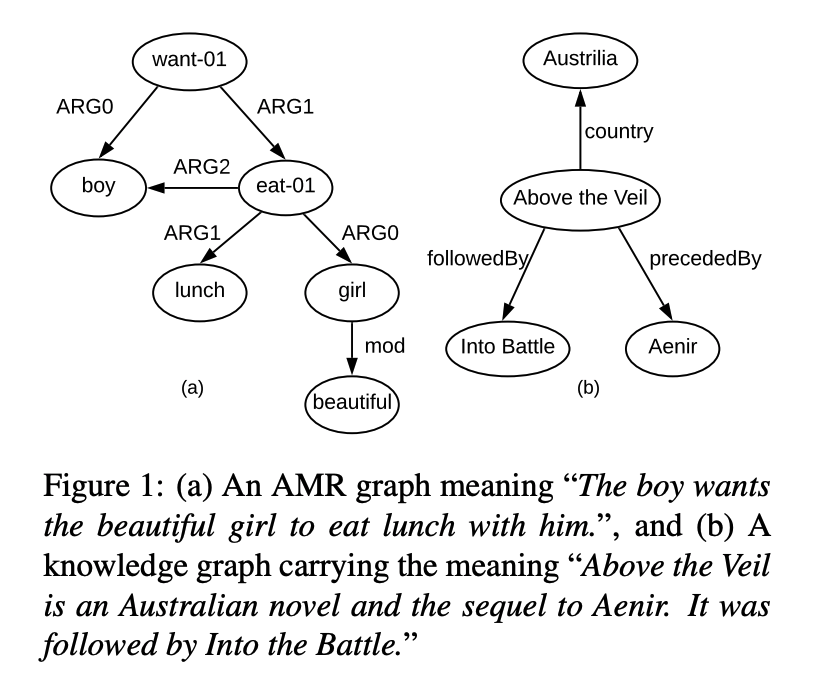 want-01
ARG0
ARG1
boy
ARG2
eat-01
ARG1
ARG0
lunch
girl
mod
beautiful
(a)
Austrilia
country
Above the Veil
followedBy
precededBy
Into Battle
Aenir
(b)
Figure 1: (a) An AMR graph meaning “The boy wants
the beautiful girl to eat lunch with him.”, and (b) A
knowledge graph carrying the meaning “Above the Veil
is an Australian novel and the sequel to Aenir. It was
followed by Into the Battle.”